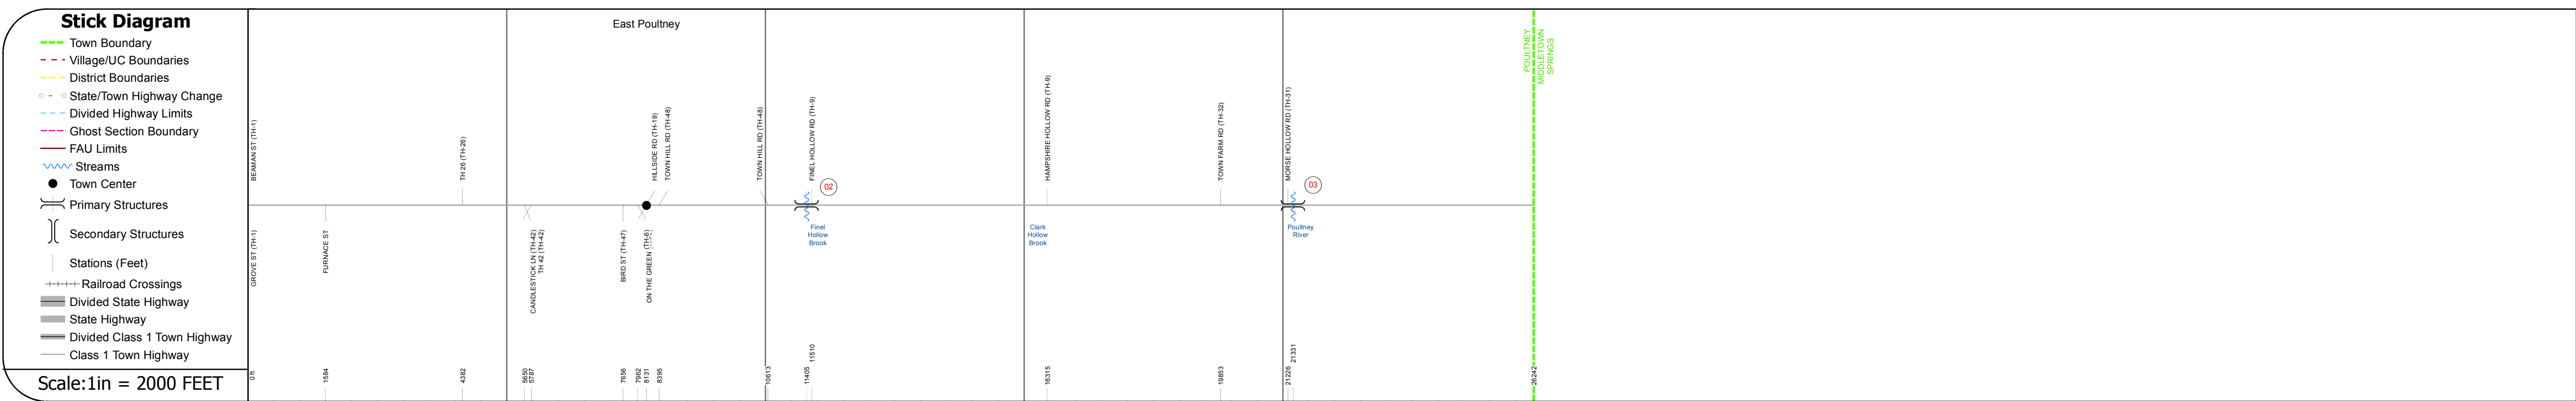 Stick Diagram
Town Boundary
Village/UC Boundaries
District Boundaries
State/Town Highway Change
Divided Highway Limits
Ghost Section Boundary
FAU Limits
Streams
Town Center
Primary Structures
Secondary Structures
Stations (Feet)
Railroad Crossings
Divided State Highway
State Highway
Divided Class 1 Town Highway
Class 1 Town Highway
Scale:1in = 2000 FEET
East Poultney
POULTNEY
MIDDLETOWN
SPRINGS
BEAMAN ST (TH-1)
TH 26 (TH-26)
HILLSIDE RD (TH-19)
TOWN HILL RD (TH-48)
TOWN HILL RD (TH-48)
FINEL HOLLOW RD (TH-9)
HAMPSHIRE HOLLOW RD (TH-9)
TOWN FARM RD (TH-32)
MORSE HOLLOW RD (TH-31)
02
03
GROVE ST (TH-1)
FURNACE ST
CANDLESTICK LN (TH-42)
TH 42 (TH-42)
BIRD ST (TH-47)
ON THE GREEN (TH-6)
Finel
Hollow
Brook
Clark
Hollow
Brook
Poultney
River
0 ft
1584
4382
5650
5787
7656
7962
8131
8395
10613
11405
11510
16315
19853
21226
21331
26242